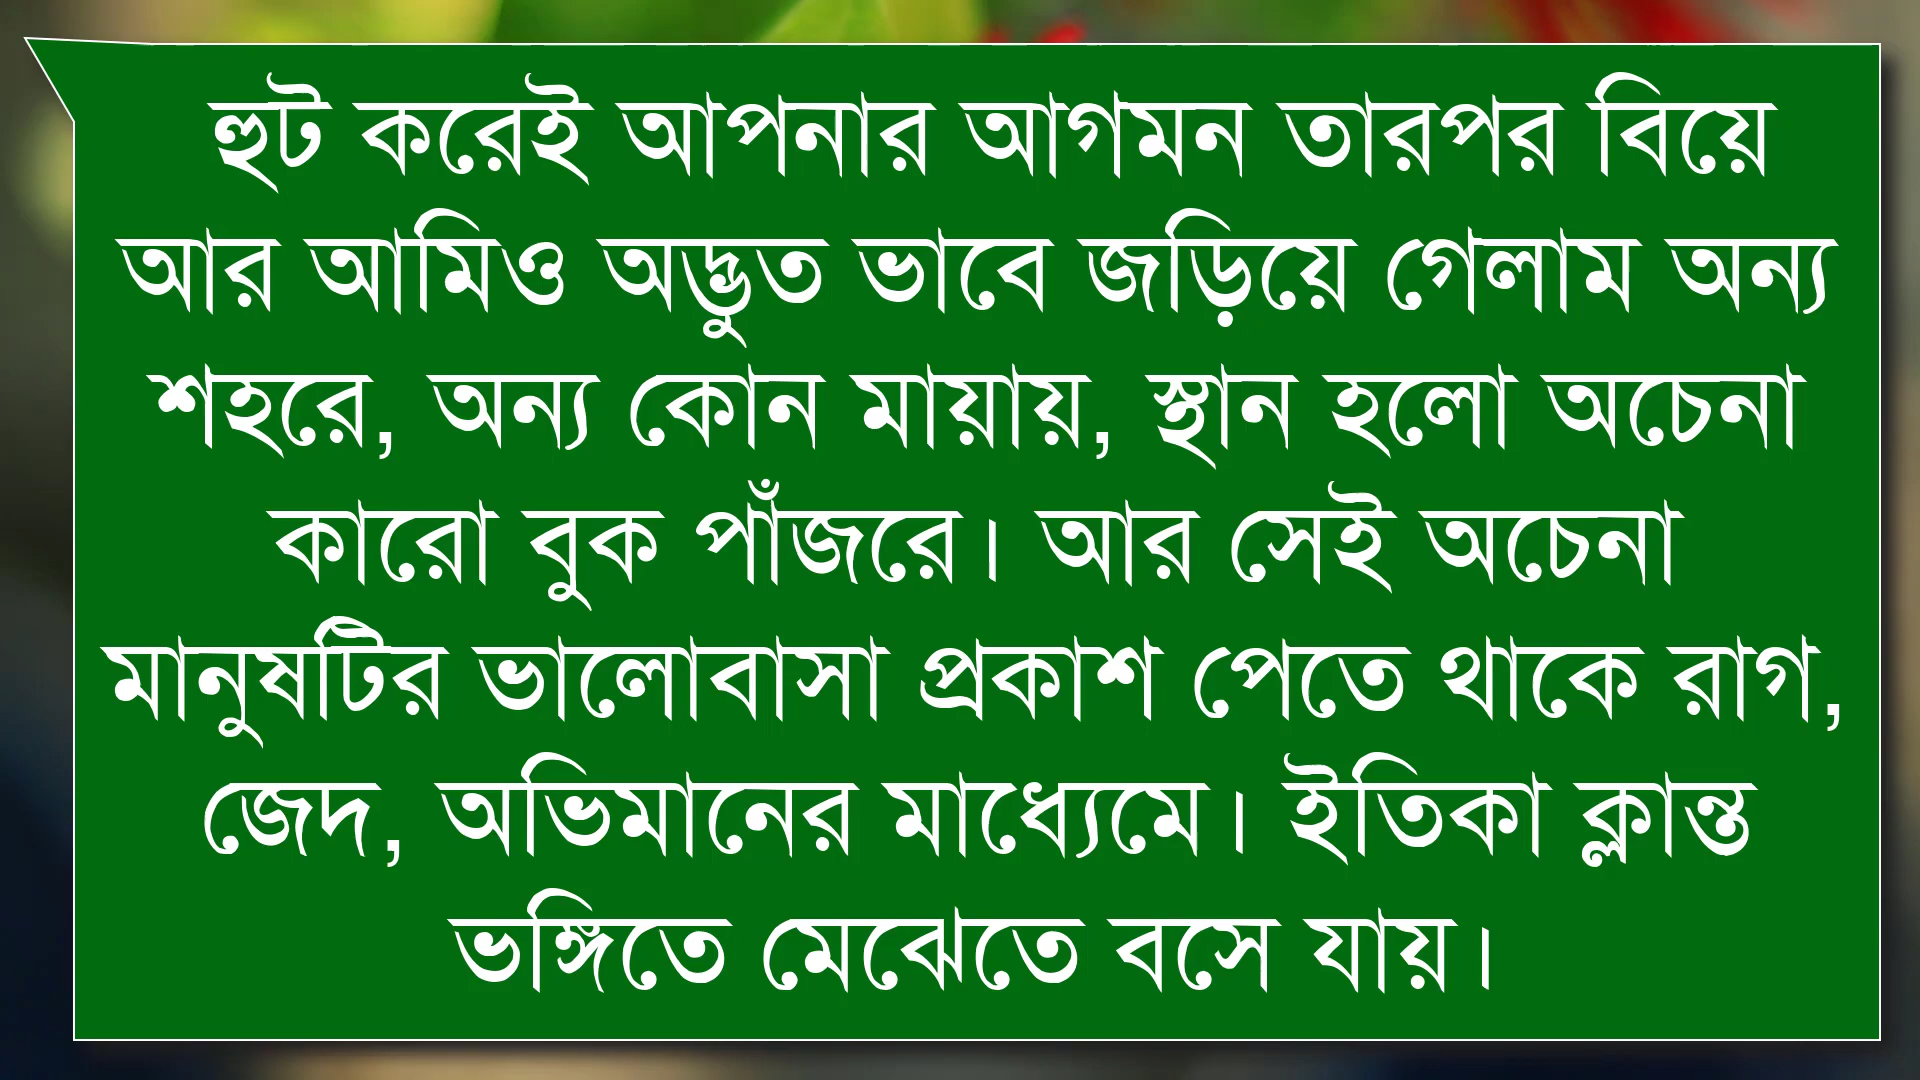 হুট করেই আপনার আগমন তারপর বিয়ে
আর আমিও অদ্ভুত ভাবে জড়িয়ে গেলাম অন্য
শহরে, অন্য কোন মায়ায়, স্থান হলো অচেনা
কারো বুক পাঁজরে। আর সেই অচেনা
মানুষটির ভালোবাসা প্রকাশ পেতে থাকে রাগ,
জেদ, অভিমানের মাধ্যেমে। ইতিকা ক্লান্ত
ভঙ্গিতে মেঝেতে বসে যায়।